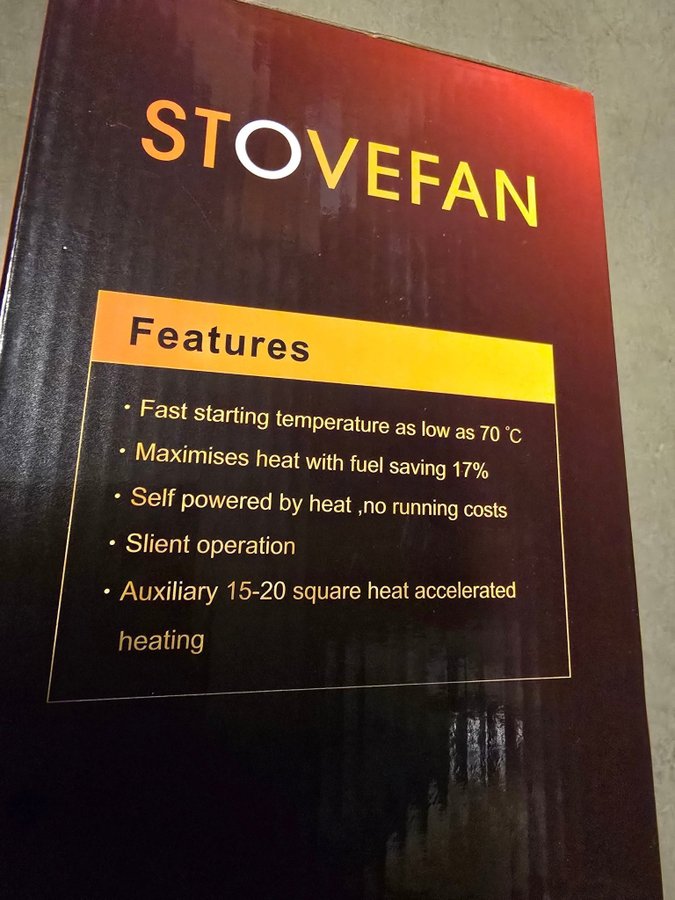 STOVEFAN
Features
· Fast starting temperature as low as 70 °C
· Maximises heat with fuel saving 17%
· Self powered by heat ,no running costs
· Slient operation
· Auxiliary 15-20 square heat accelerated
heating